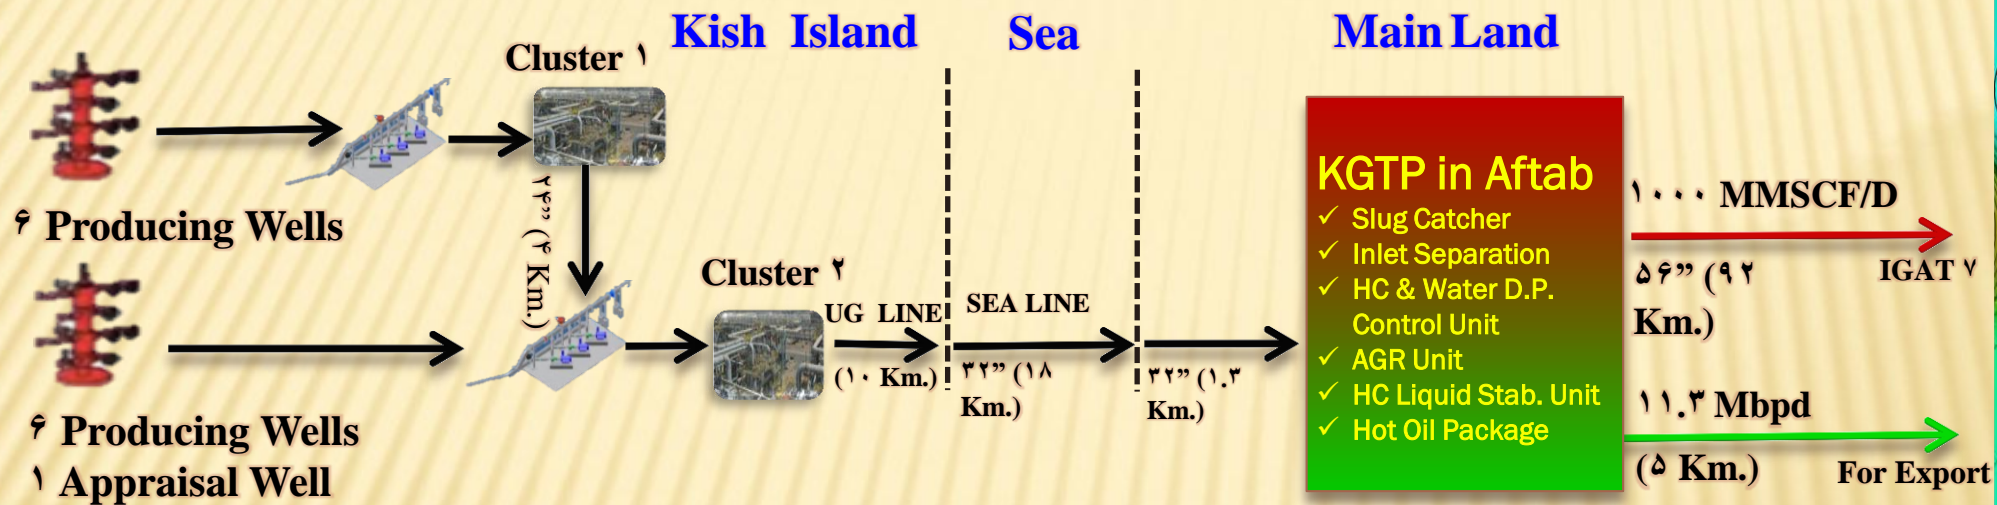 Kish Island
Sea
Main Land
Cluster ۱
۶ Producing Wells
۲۴” (۴ Km.)
Cluster ۲
UG LINE
(۱۰ Km.)
SEA LINE
۳۲” (۱۸
Km.)
۳۲” (۱.۳
Km.)
۶ Producing Wells
۱ Appraisal Well
KGTP in Aftab
✓ Slug Catcher
✓ Inlet Separation
✓ HC & Water D.P.
Control Unit
✓ AGR Unit
✓ HC Liquid Stab. Unit
✓ Hot Oil Package
۱۰۰۰ MMSCF/D
۵۶” (۹۲
Km.)
IGAT ۷
۱۱.۳ Mbpd
(۵ Km.)
For Export